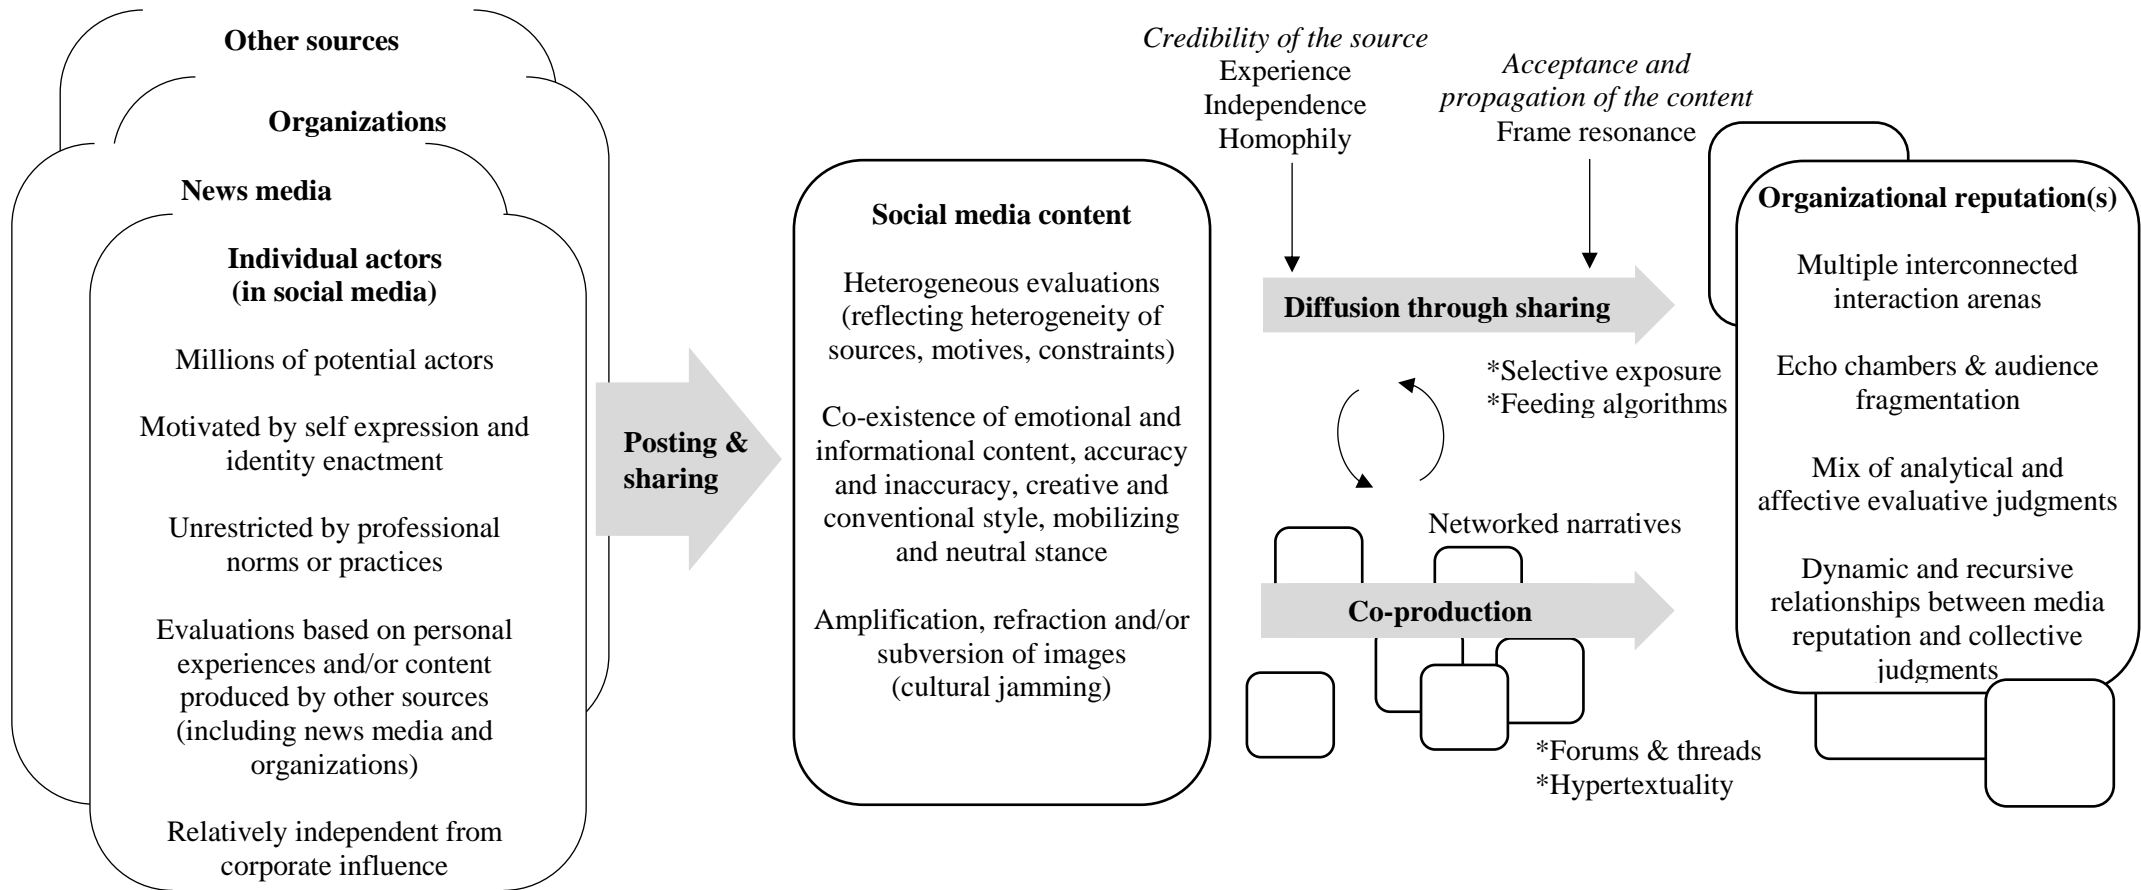 Other sources
Organizations
News media
Individual actors
(in social media)
Millions of potential actors
Motivated by self expression and
identity enactment
Unrestricted by professional
norms or practices
Evaluations based on personal
experiences and/or content
produced by other sources
(including news media and
organizations)
Relatively independent from
corporate influence
Posting &
sharing
Social media content
Heterogeneous evaluations
(reflecting heterogeneity of
sources, motives, constraints)
Co-existence of emotional and
informational content, accuracy
and inaccuracy, creative and
conventional style, mobilizing
and neutral stance
Amplification, refraction and/or
subversion of images
(cultural jamming)
Credibility of the source
Experience
Independence
Homophily
Acceptance and
propagation of the content
Frame resonance
Diffusion through sharing
*Selective exposure
*Feeding algorithms
Networked narratives
Co-production
*Forums & threads
*Hypertextuality
Organizational reputation(s)
Multiple interconnected
interaction arenas
Echo chambers & audience
fragmentation
Mix of analytical and
affective evaluative judgments
Dynamic and recursive
relationships between media
reputation and collective
judgments